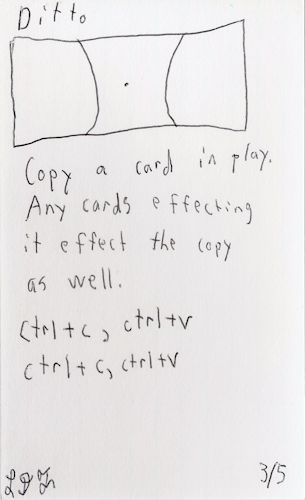 Ditto
Copy a card in play.
Any cards effecting
it effect the copy
as well.
ctrl+c, ctrl+v
ctrl+c, ctrl+v
3/5